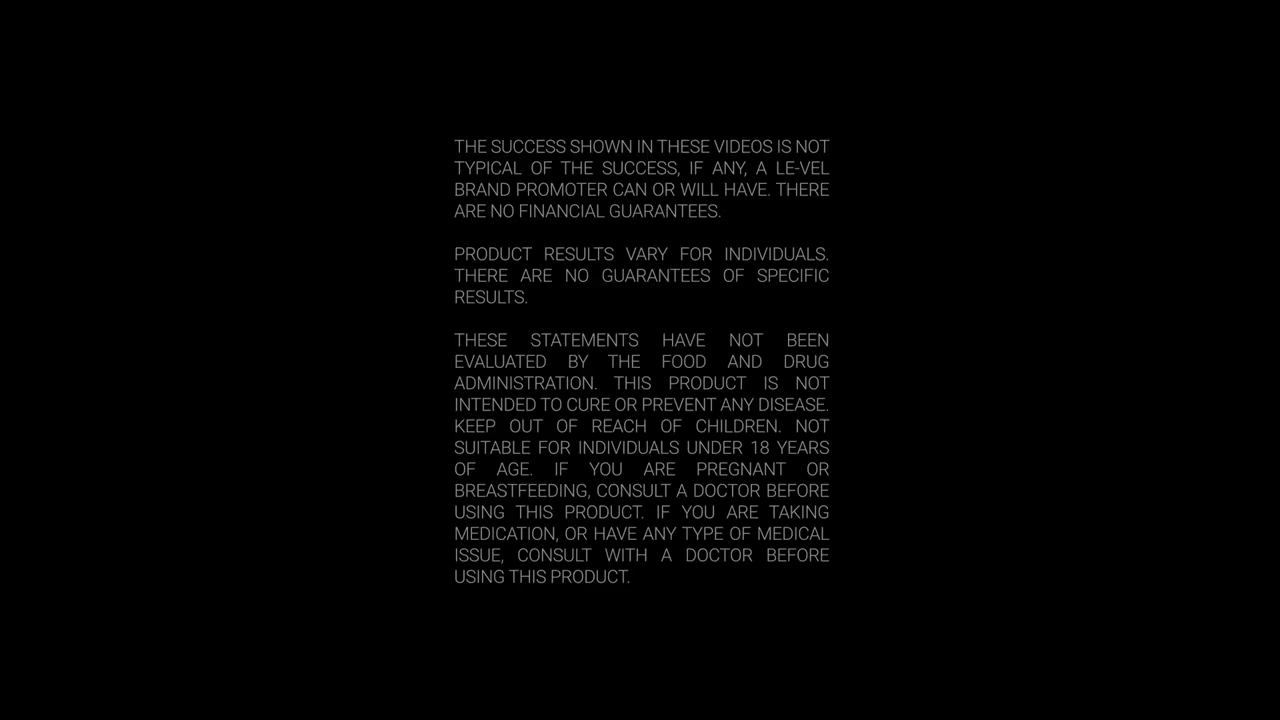 THE SUCCESS SHOWN IN THESE VIDEOS IS NOT
TYPICAL OF THE SUCCESS, IF ANY, A LE-VEL
BRAND PROMOTER CAN OR WILL HAVE. THERE
ARE NO FINANCIAL GUARANTEES.
PRODUCT RESULTS VARY FOR INDIVIDUALS.
THERE ARE NO GUARANTEES OF SPECIFIC
RESULTS.
THESE STATEMENTS HAVE NOT BEEN
EVALUATED BY THE FOOD AND DRUG
ADMINISTRATION. THIS PRODUCT IS NOT
INTENDED TO CURE OR PREVENT ANY DISEASE.
KEEP OUT OF REACH OF CHILDREN. NOT
SUITABLE FOR INDIVIDUALS UNDER 18 YEARS
OF AGE. IF YOU ARE PREGNANT OR
BREASTFEEDING, CONSULT A DOCTOR BEFORE
USING THIS PRODUCT. IF YOU ARE TAKING
MEDICATION, OR HAVE ANY TYPE OF MEDICAL
ISSUE, CONSULT WITH A DOCTOR BEFORE
USING THIS PRODUCT.